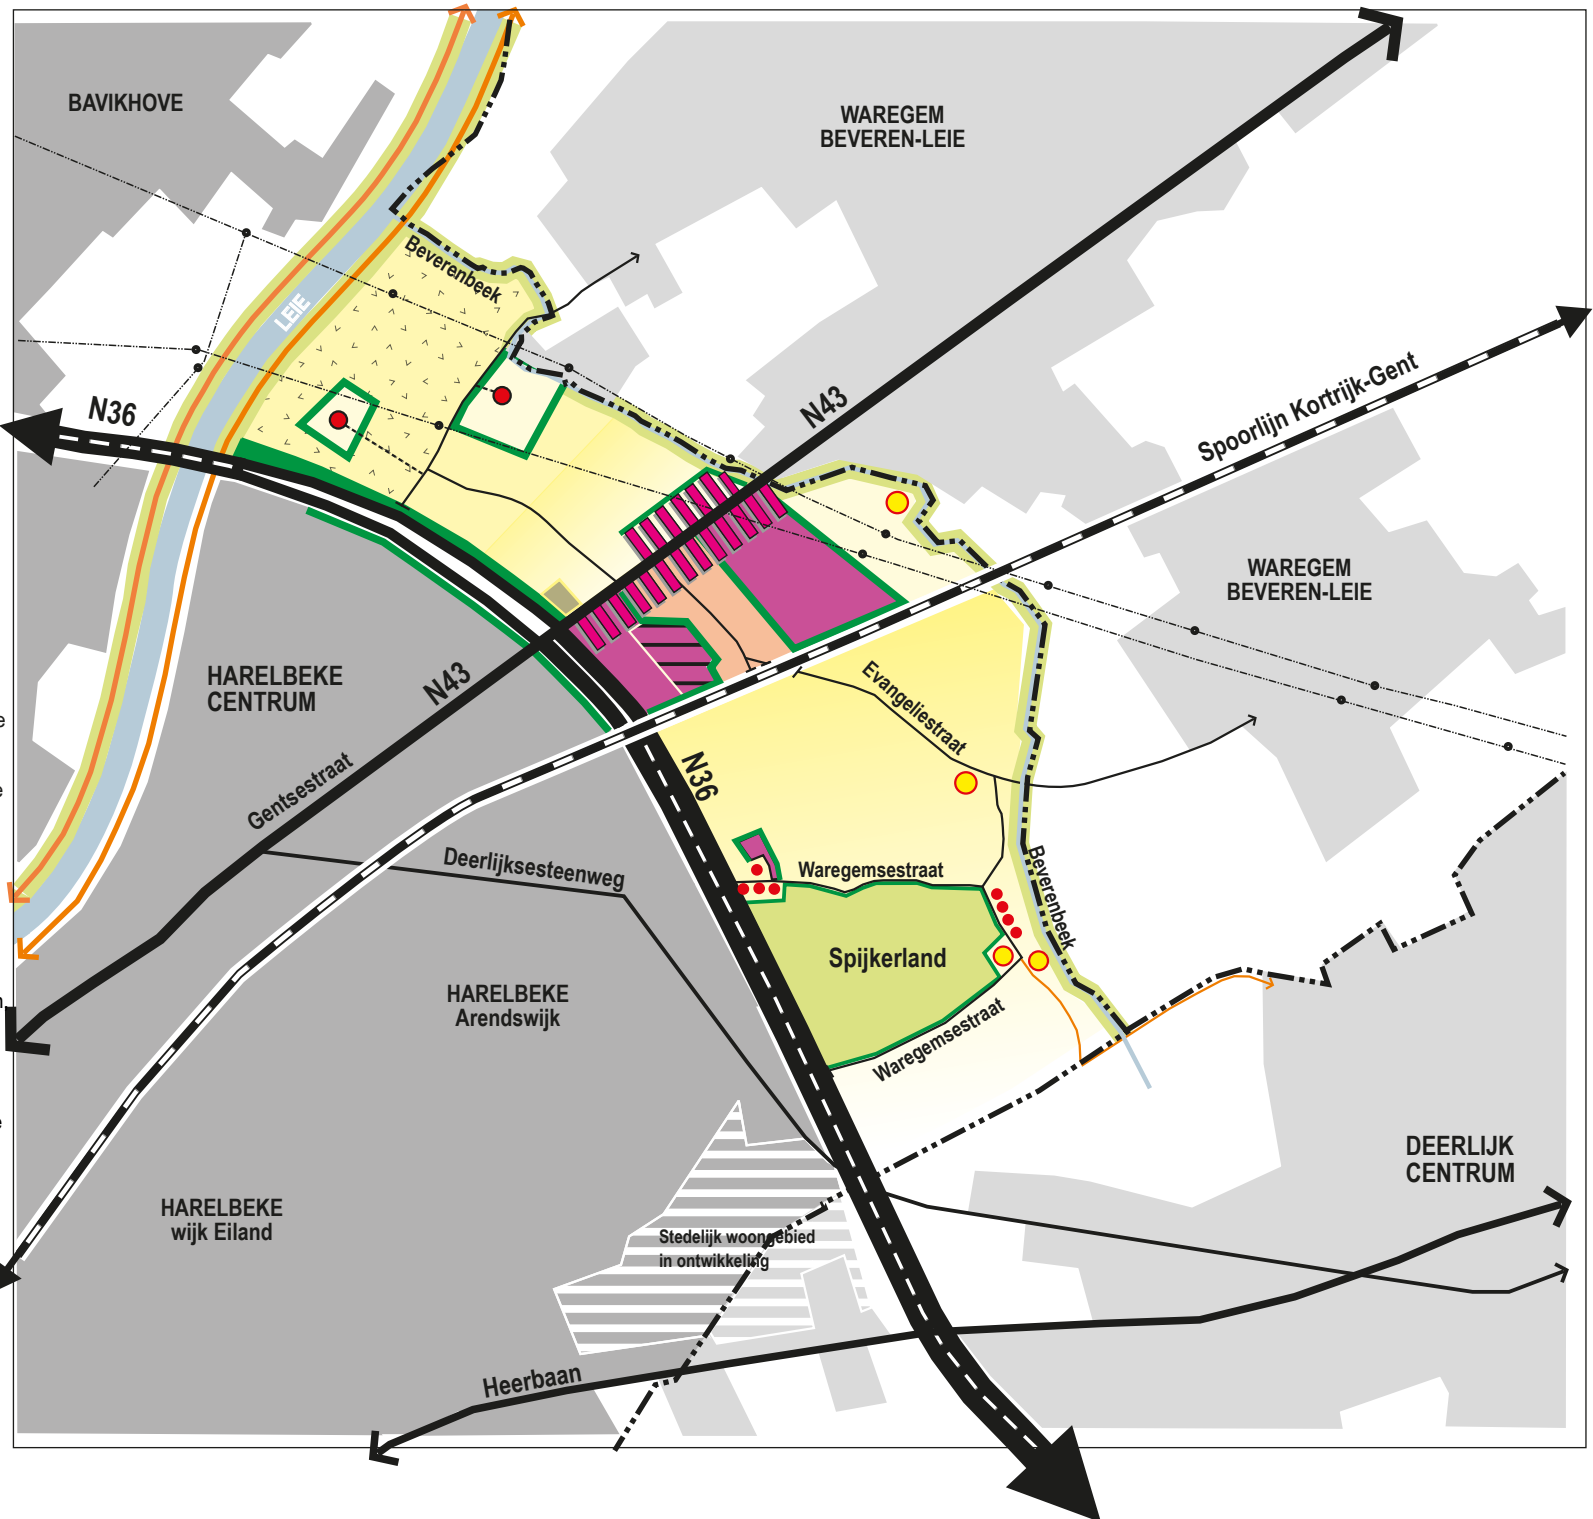 BAVIKHOVE
WAREGEM
BEVEREN-LEIE
Beverenbeek
LEIE
N36
N43
Spoorlijn Kortrijk-Gent
WAREGEM
BEVEREN-LEIE
HARELBEKE
CENTRUM
N43
Evangeliestraat
N36
Gentsestraat
Deerlijksesteenweg
Waregemsestraat
Beverenbeek
Spijkerland
HARELBEKE
Arendswijk
Waregemsestraat
DEERLIJK
CENTRUM
HARELBEKE
wijk Eiland
Stedelijk woongebied
in ontwikkeling
Heerbaan